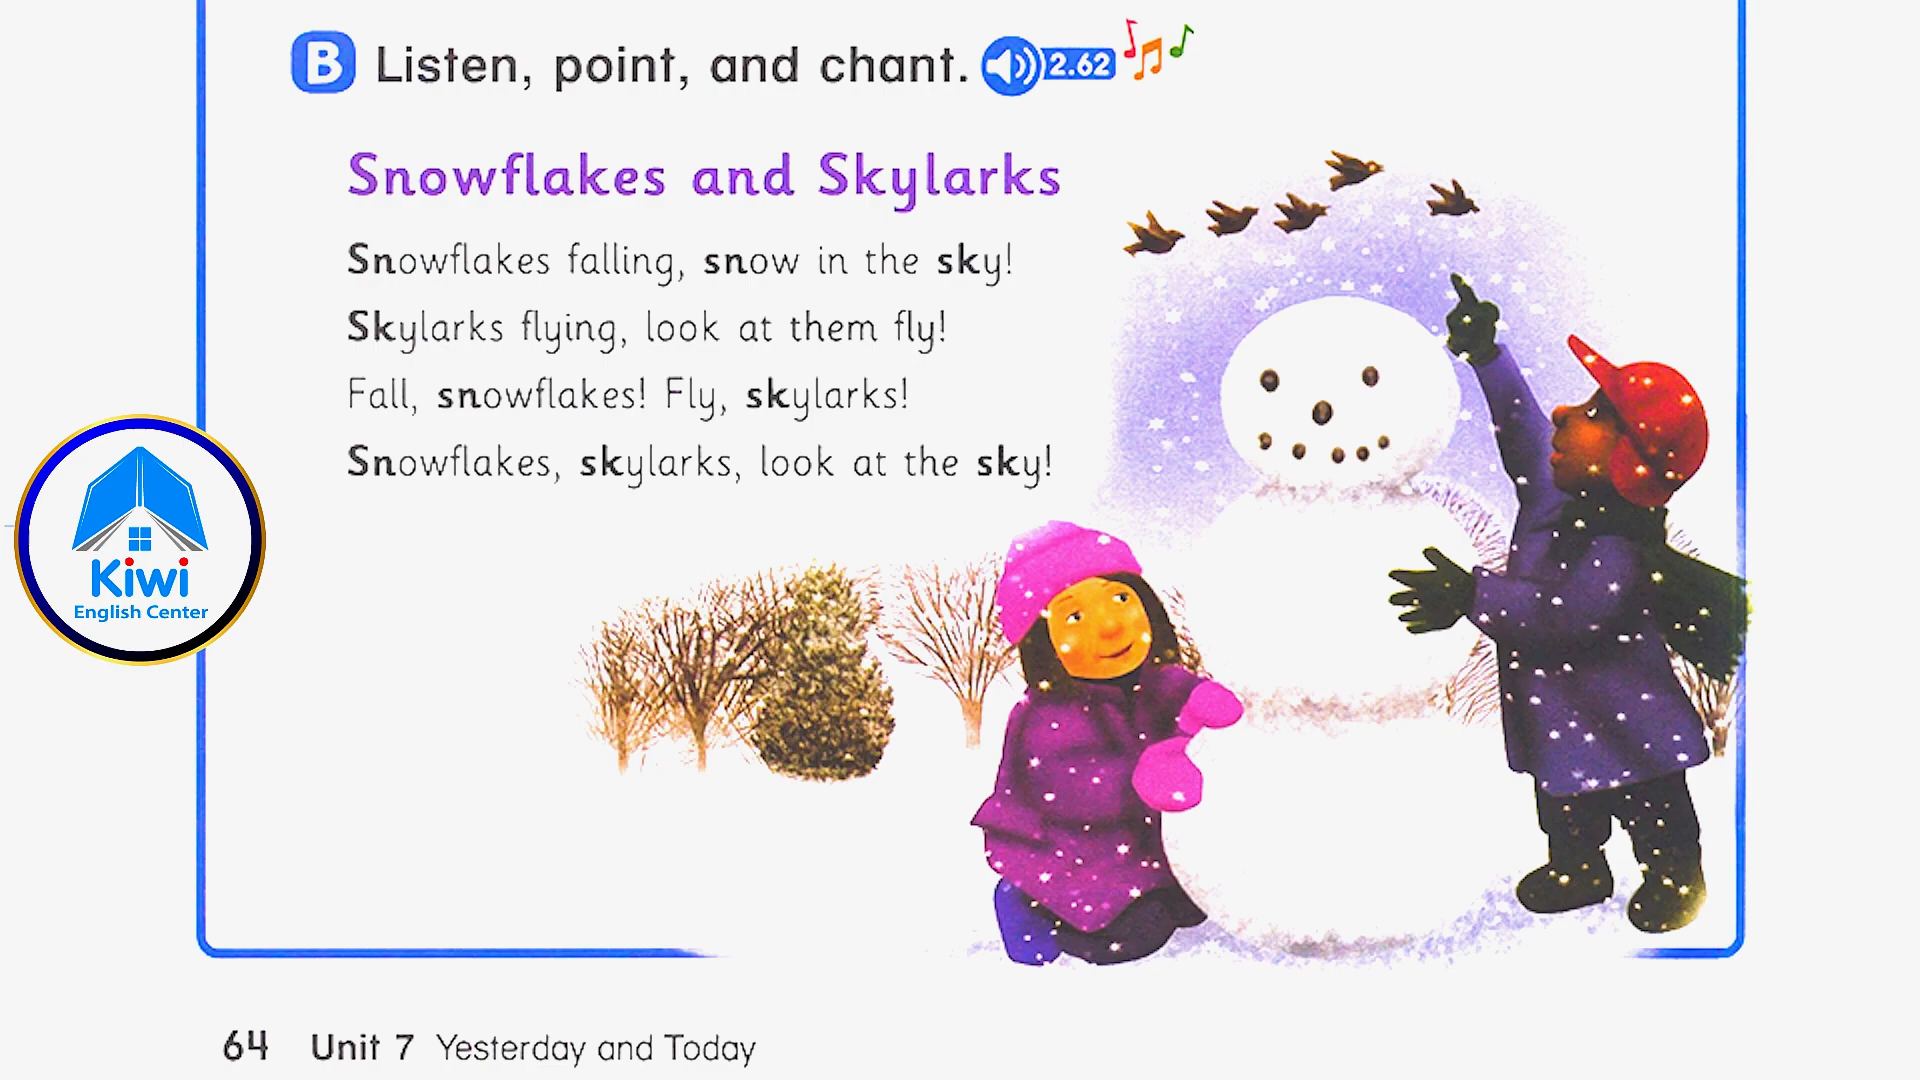 B Listen, point, and chant. 2.62
Snowflakes and Skylarks
Snowflakes falling, snow in the sky!
Skylarks flying, look at them fly!
Fall, snowflakes! Fly, skylarks!
Snowflakes, skylarks, look at the sky!
Kiwi
English Center
64 Unit 7 Yesterday and Today